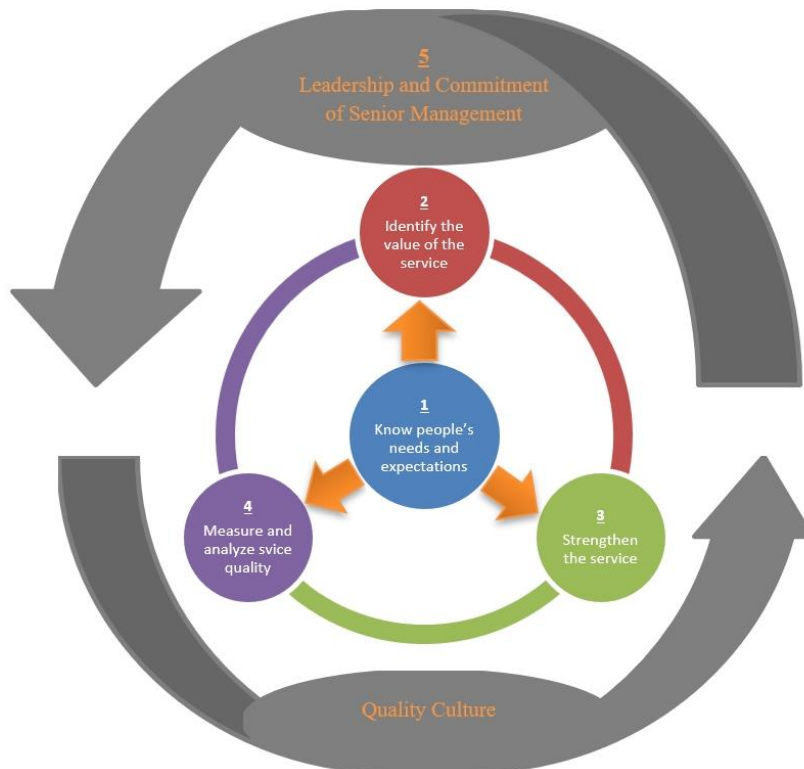 5
Leadership and Commitment
of Senior Management
2
Identify the
value of the
service
1
Know people’s
needs and
expectations
4
Measure and
analyze svice
quality
3
Strengthen
the service
Quality Culture